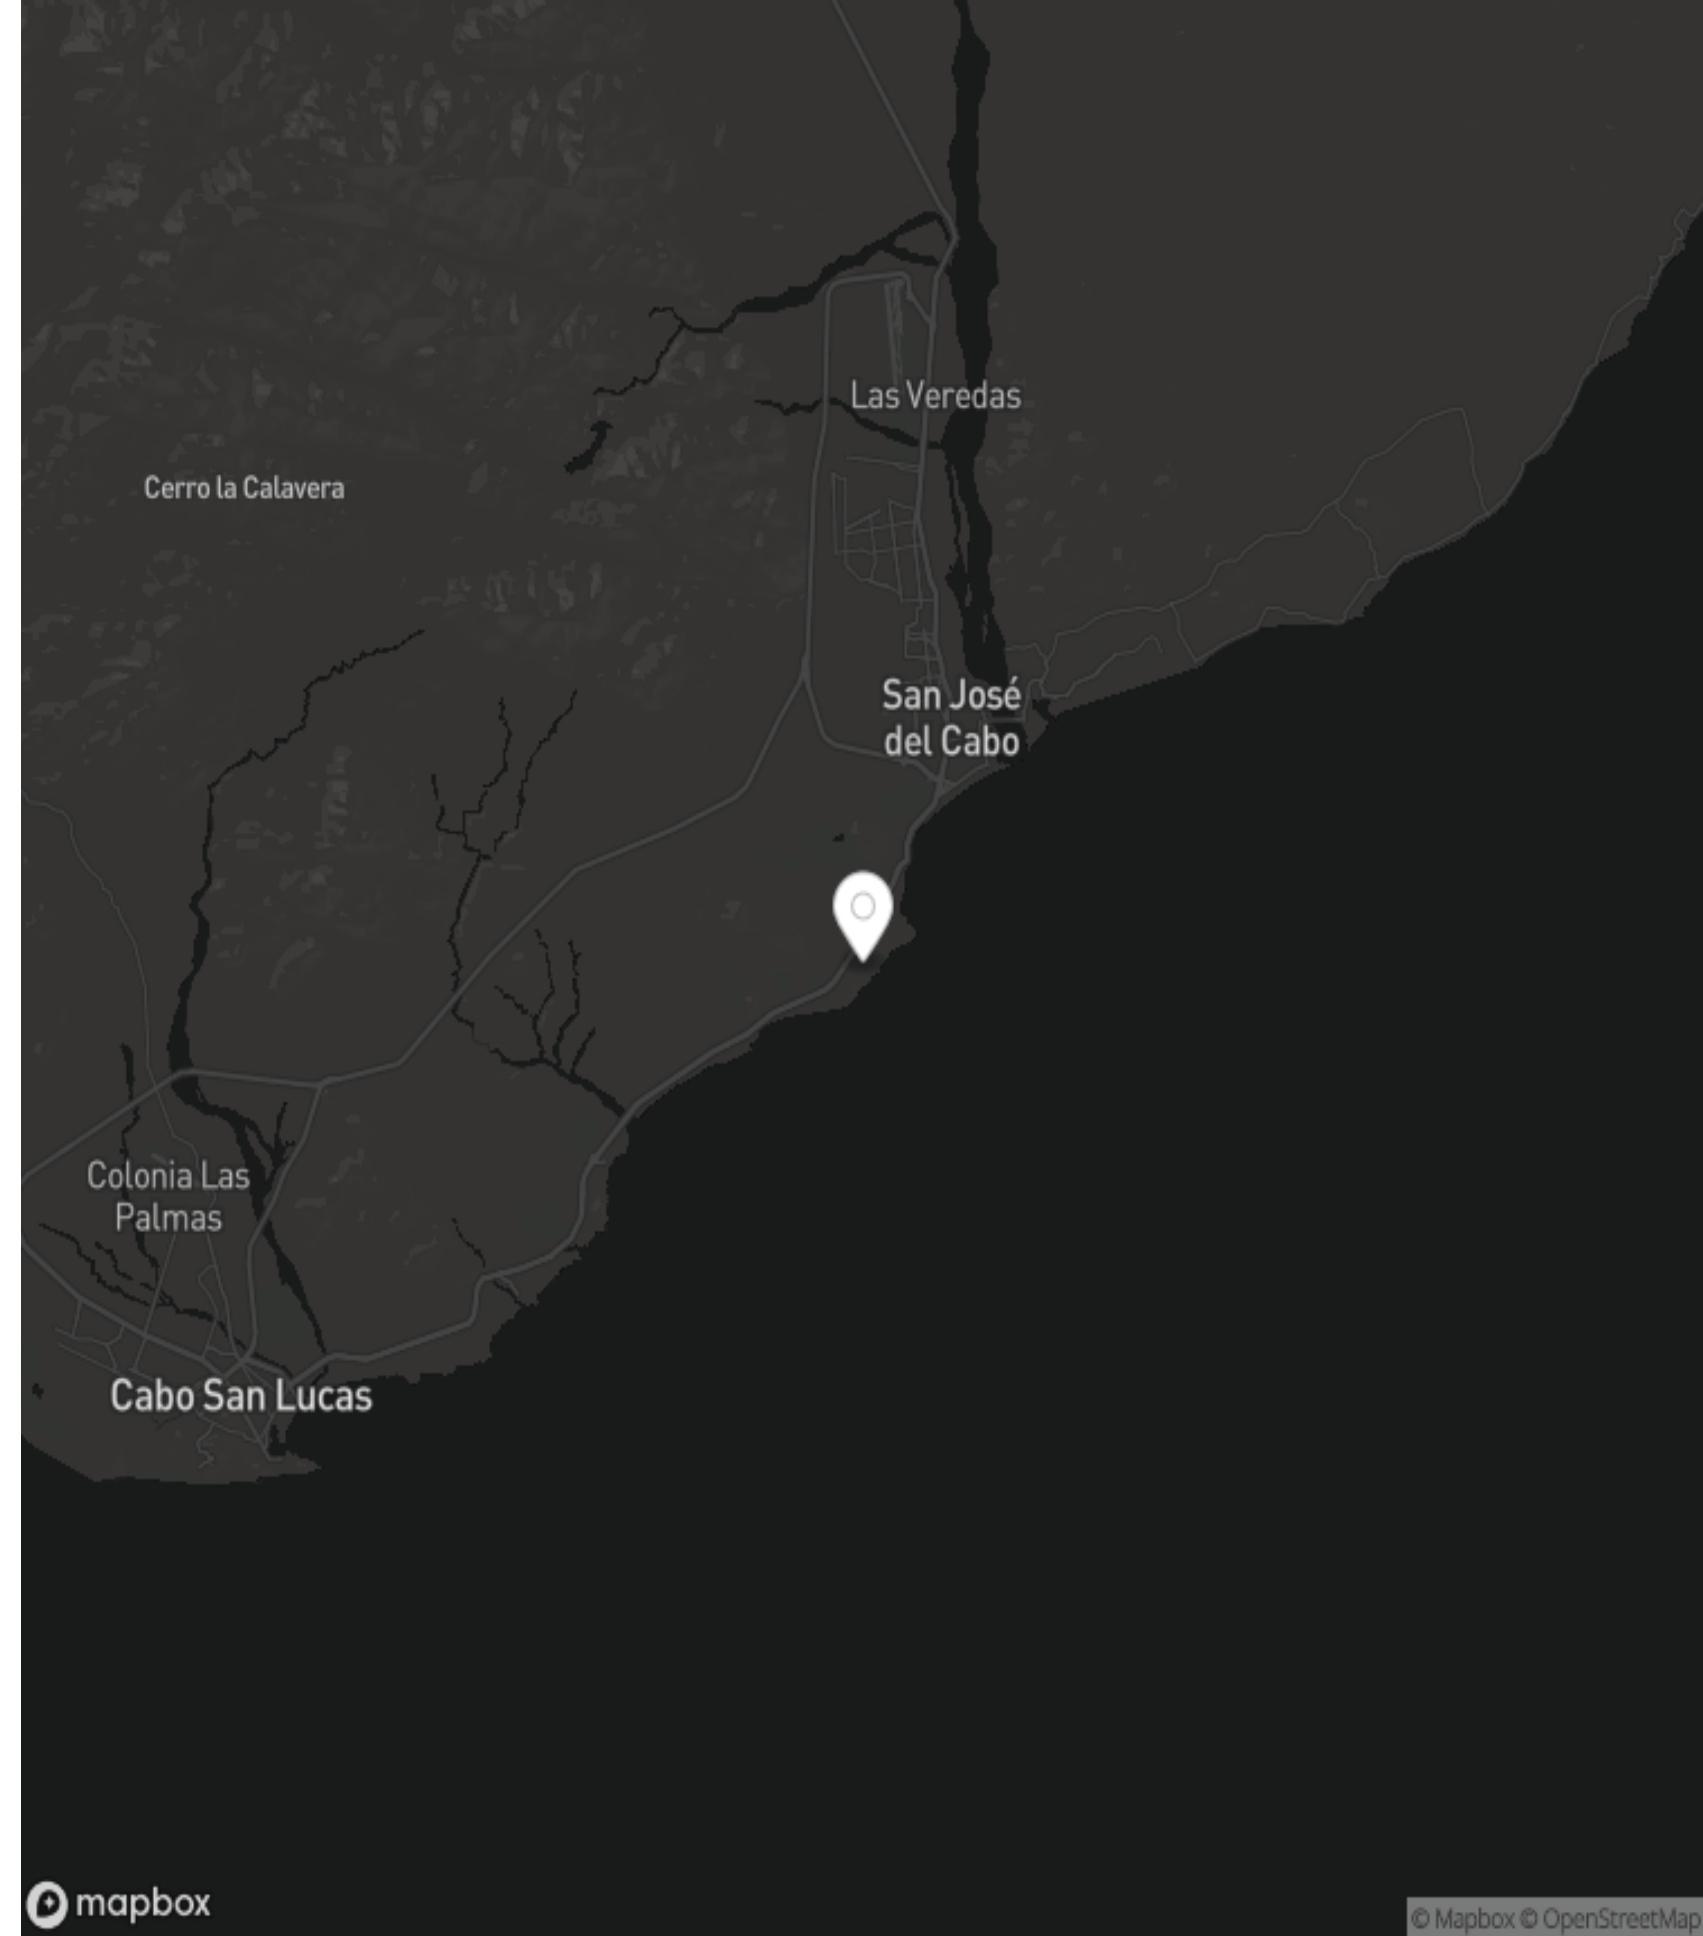 Las Veredas
Cerro la Calavera
San José
del Cabo
Colonia Las
Palmas
Cabo San Lucas
mapbox
© Mapbox © OpenStreetMap